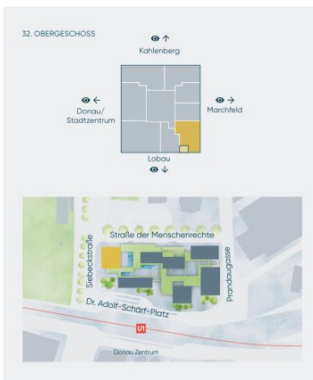 32. OBERGESCHOSS
Kahlenberg
Donau/
Stadtzentrum
Marchfeld
Lobau
Straße der Menschenrechte
Siebeckstraße
Prandaugasse
Dr. Adolf-Schärf-Platz
U1
Donau Zentrum